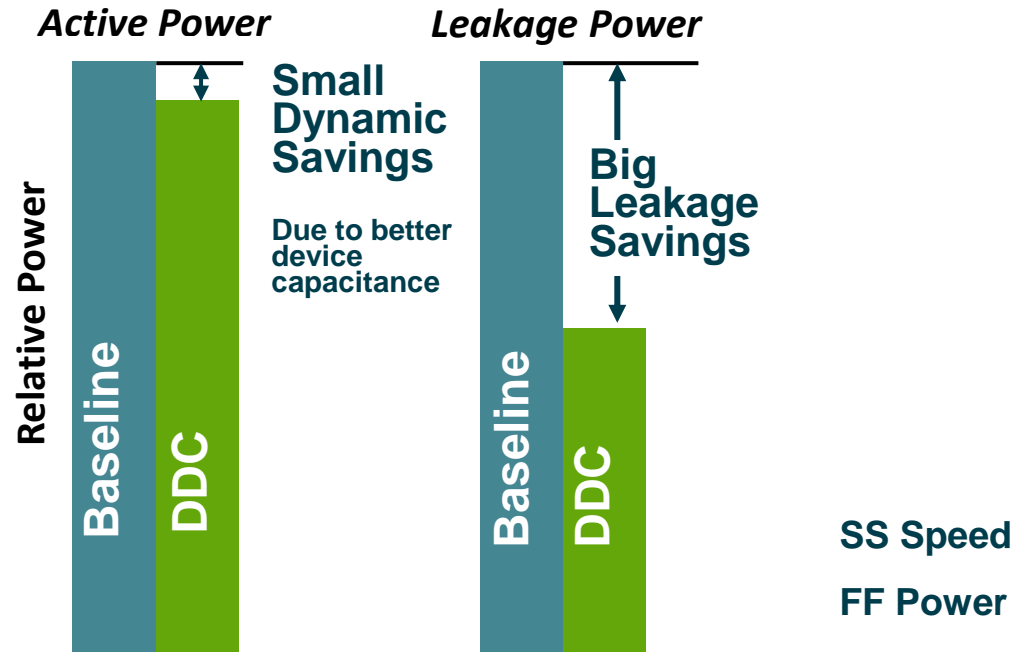 Active Power
Leakage Power
Small
Dynamic
Savings
Due to better
device
capacitance
Big
Leakage
Savings
Relative Power
Baseline
DDC
Baseline
DDC
SS Speed
FF Power